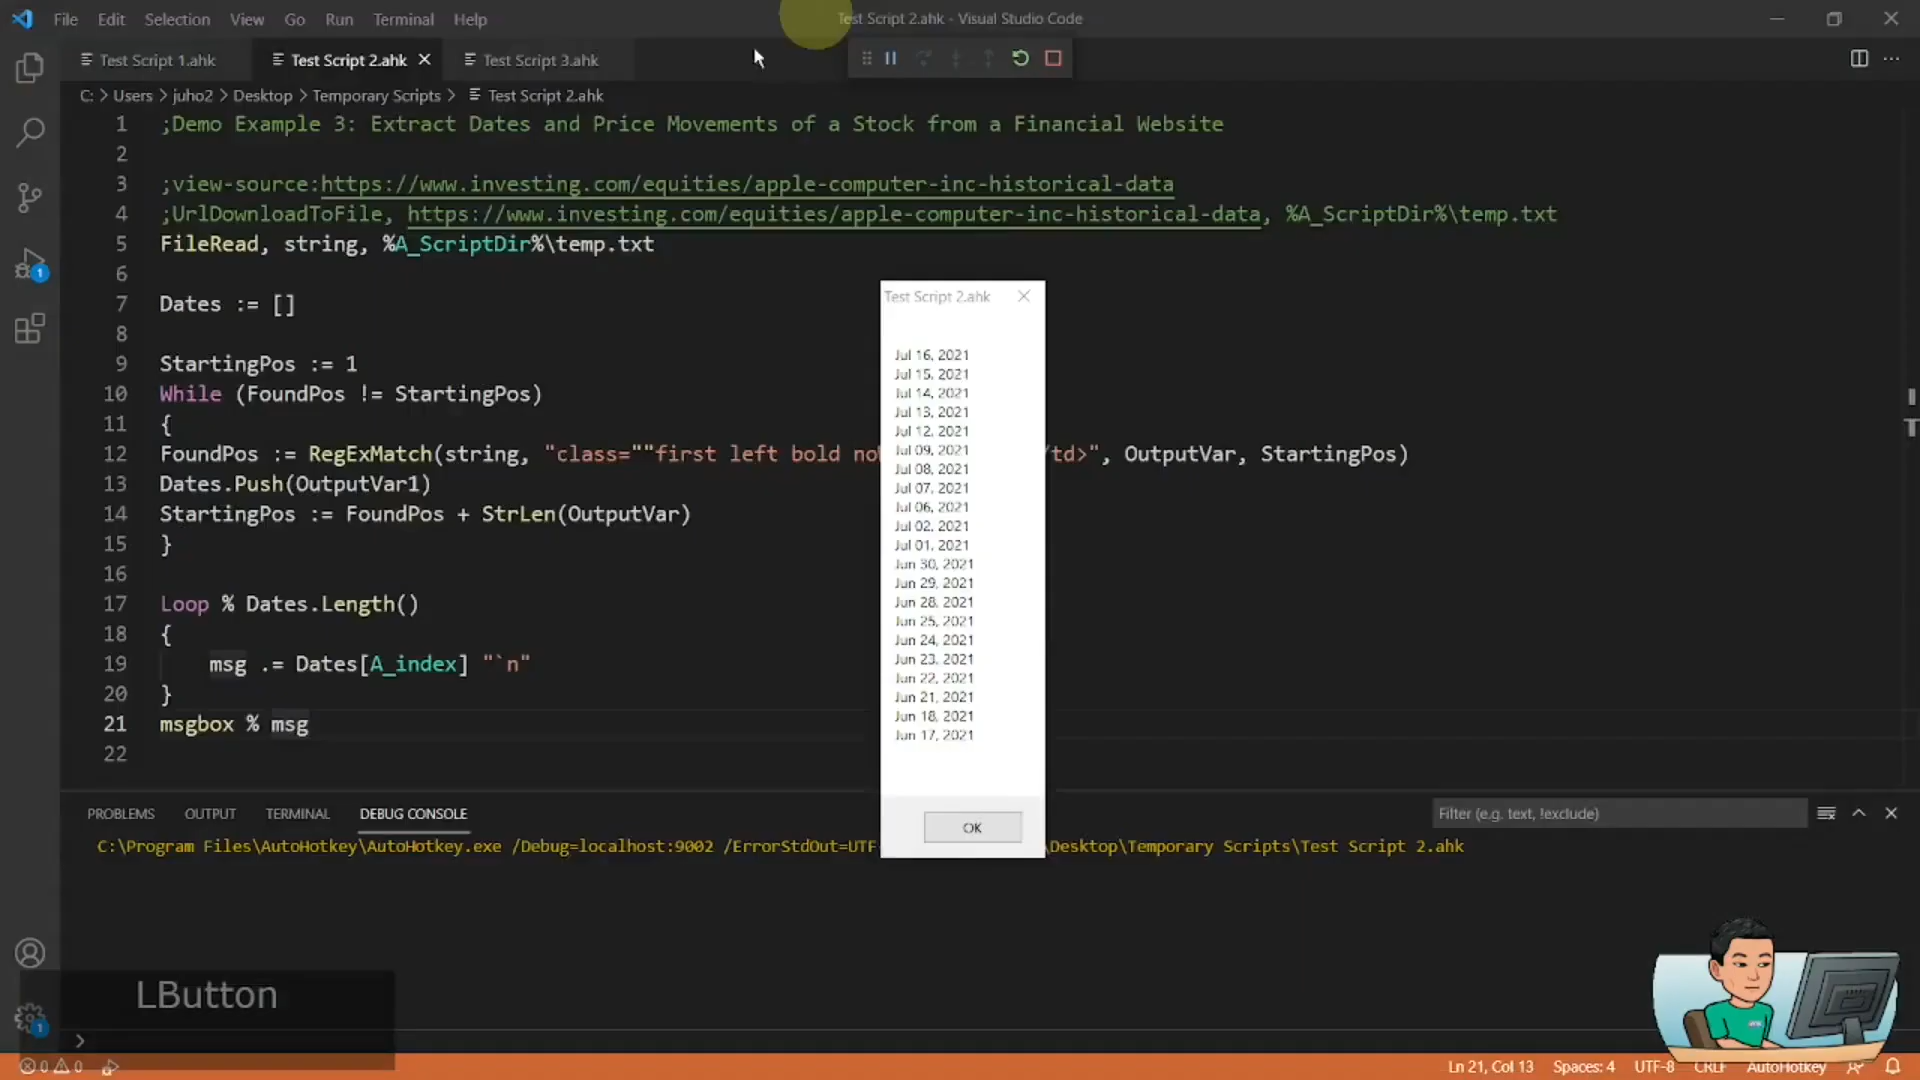 File Edit Selection View Go Run Terminal Help
Test Script 2.ahk - Visual Studio Code
Test Script 1.ahk Test Script 2.ahk Test Script 3.ahk
C: > Users > juho2 > Desktop > Temporary Scripts > Test Script 2.ahk
1 ;Demo Example 3: Extract Dates and Price Movements of a Stock from a Financial Website
2
3 ;view-source:https://www.investing.com/equities/apple-computer-inc-historical-data
4 ;UrlDownloadToFile, https://www.investing.com/equities/apple-computer-inc-historical-data, %A_ScriptDir%\temp.txt
5 FileRead, string, %A_ScriptDir%\temp.txt
6
7 Dates := []
8
9 StartingPos := 1
10 While (FoundPos != StartingPos)
11 {
12 FoundPos := RegExMatch(string, "class=""first left bold no /td>", OutputVar, StartingPos)
13 Dates.Push(OutputVar1)
14 StartingPos := FoundPos + StrLen(OutputVar)
15 }
16
17 Loop % Dates.Length()
18 {
19 msg .= Dates[A_index] "`n"
20 }
21 msgbox % msg
22
Test Script 2.ahk
Jul 16, 2021
Jul 15, 2021
Jul 14, 2021
Jul 13, 2021
Jul 12, 2021
Jul 09, 2021
Jul 08, 2021
Jul 07, 2021
Jul 06, 2021
Jul 02, 2021
Jul 01, 2021
Jun 30, 2021
Jun 29, 2021
Jun 28, 2021
Jun 25, 2021
Jun 24, 2021
Jun 23, 2021
Jun 22, 2021
Jun 21, 2021
Jun 18, 2021
Jun 17, 2021
OK
PROBLEMS OUTPUT TERMINAL DEBUG CONSOLE
Filter (e.g. text, !exclude)
C:\Program Files\AutoHotkey\AutoHotkey.exe /Debug=localhost:9002 /ErrorStdOut=UTF Desktop\Temporary Scripts\Test Script 2.ahk
LButton
1
1
0 0
Ln 21, Col 13 Spaces: 4 UTF-8 CRLF AutoHotkey